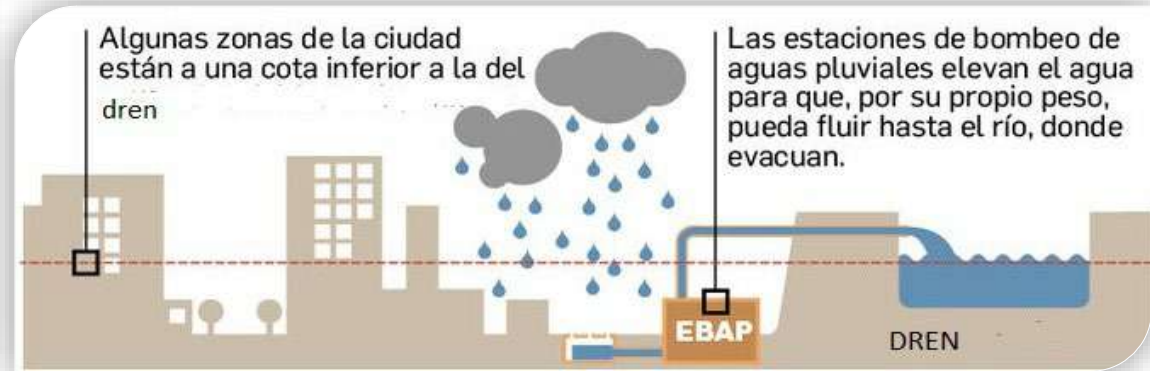 Algunas zonas de la ciudad
están a una cota inferior a la del
dren
Las estaciones de bombeo de
aguas pluviales elevan el agua
para que, por su propio peso,
pueda fluir hasta el río, donde
evacuan.
EBAP
DREN